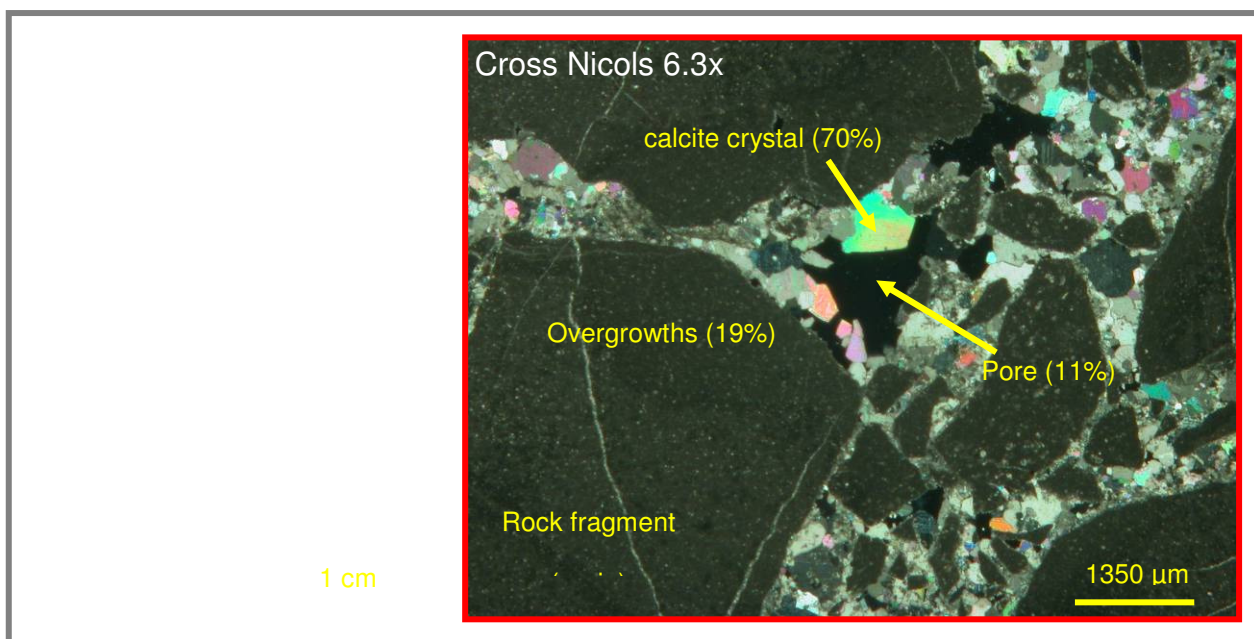 Cross Nicols 6.3x
calcite crystal (70%)
Overgrowths (19%)
Pore (11%)
Rock fragment
1 cm
1350 µm